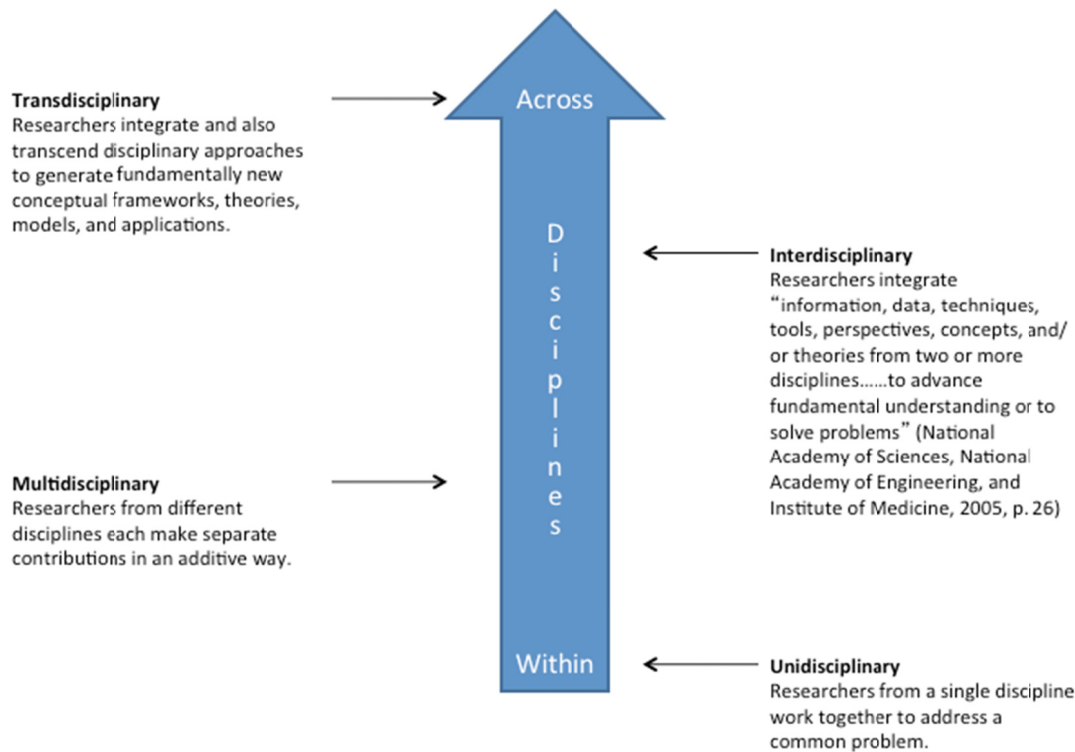 Across
Transdisciplinary
Researchers integrate and also
transcend disciplinary approaches
to generate fundamentally new
conceptual frameworks, theories,
models, and applications.
Disciplines
Interdisciplinary
Researchers integrate
“information, data, techniques,
tools, perspectives, concepts, and/
or theories from two or more
disciplines......to advance
fundamental understanding or to
solve problems” (National
Academy of Sciences, National
Academy of Engineering, and
Institute of Medicine, 2005, p. 26)
Multidisciplinary
Researchers from different
disciplines each make separate
contributions in an additive way.
Within
Unidisciplinary
Researchers from a single discipline
work together to address a
common problem.